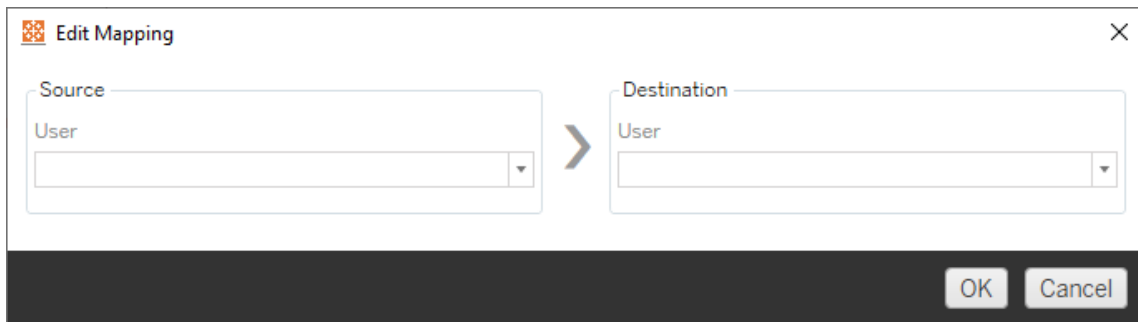 Edit Mapping
Source
User
Destination
User
OK
Cancel